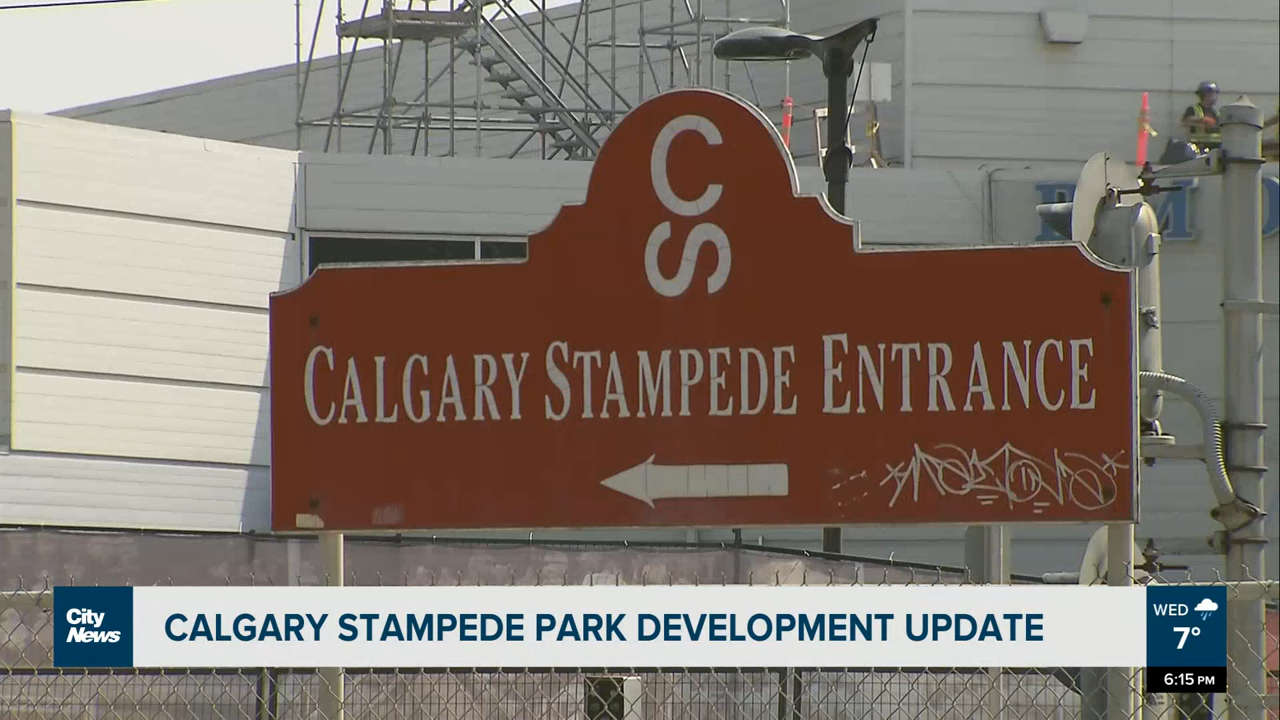 C
S
CALGARY STAMPEDE ENTRANCE
City
News
CALGARY STAMPEDE PARK DEVELOPMENT UPDATE
WED
7°
6:15 PM